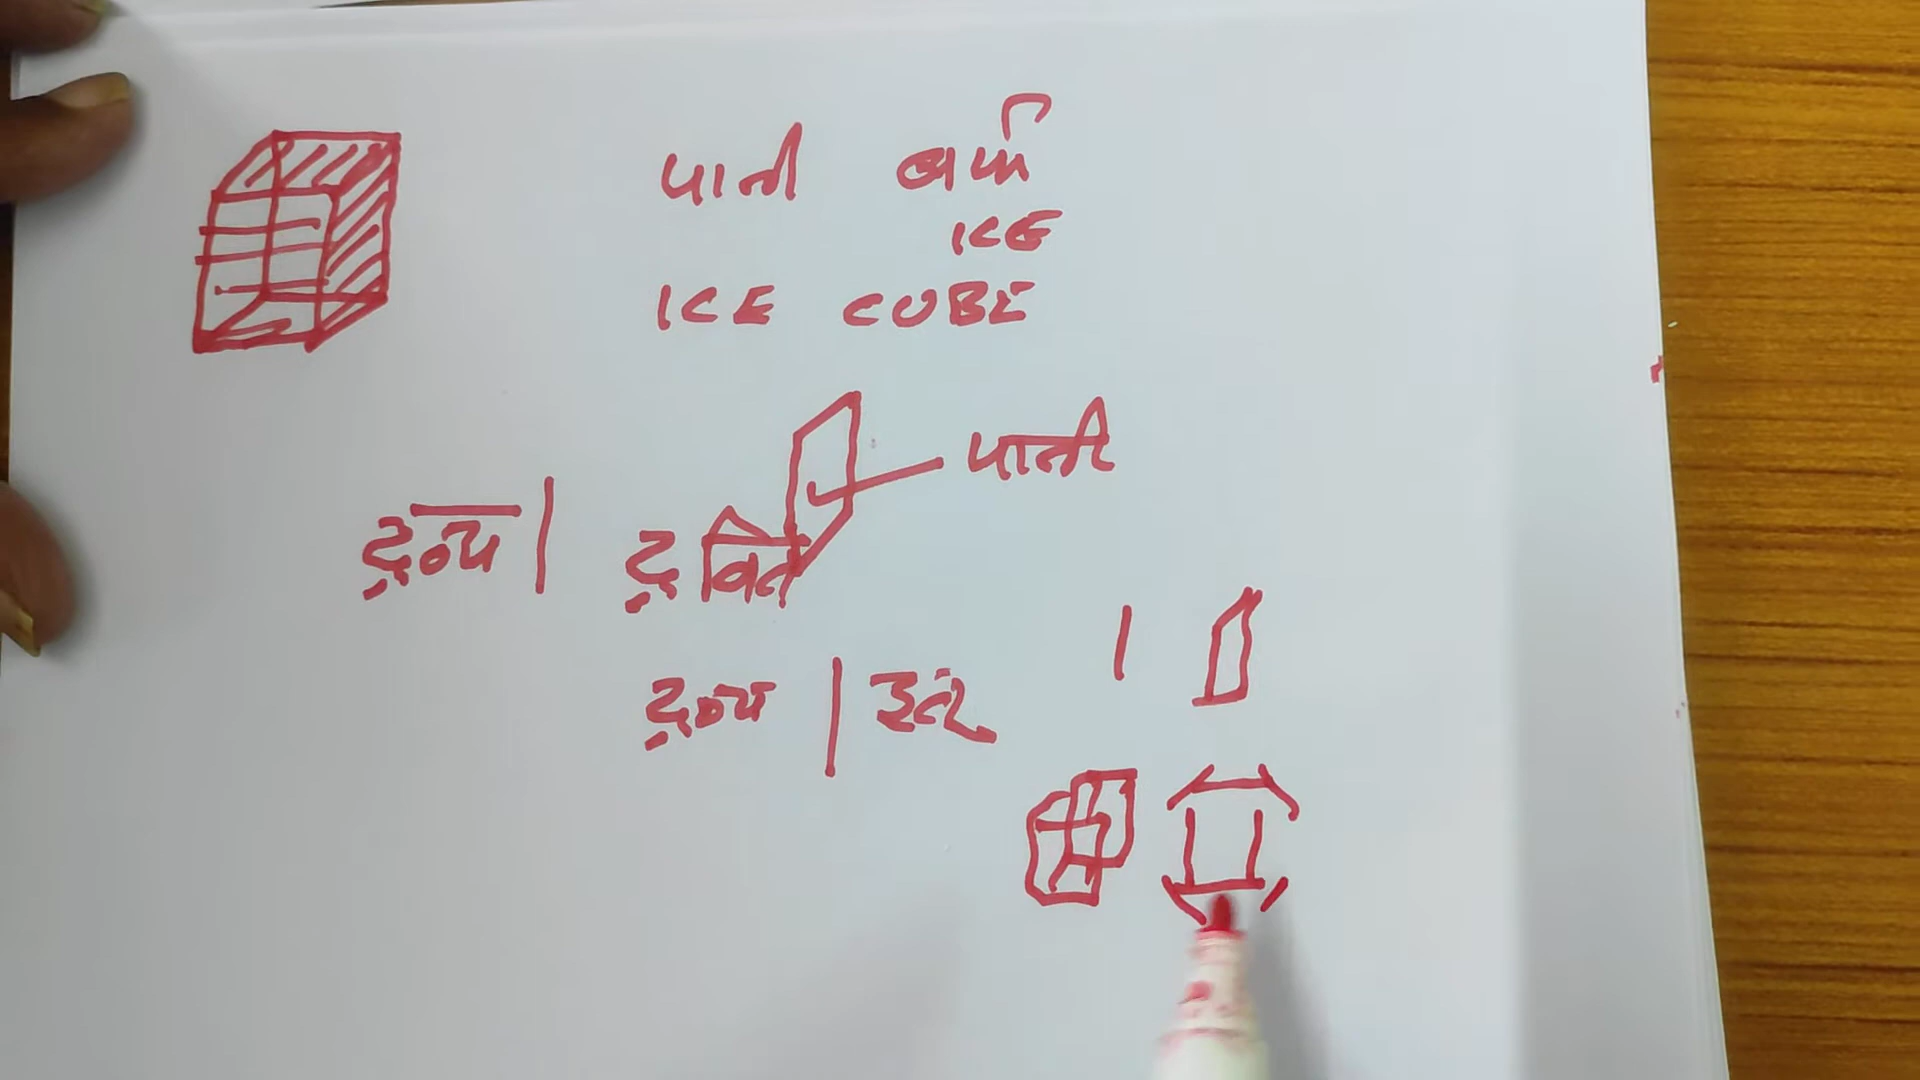 पानी बर्फ
ICE
ICE CUBE
पानी
द्रव्य | द्रवित
द्रव्य |